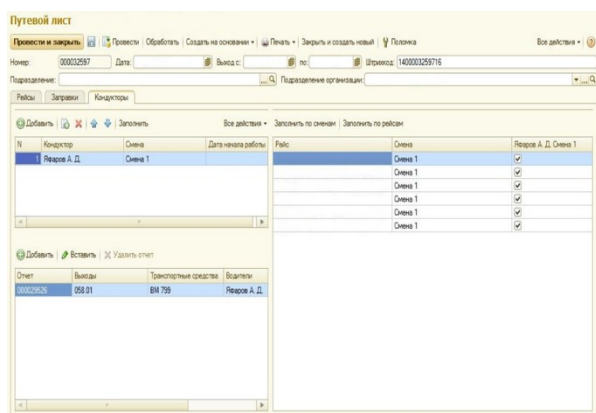 Путевой лист
Провести и закрыть Провести Обработать Создать на основании Печать Закрыть и создать новый Поломка Все действия
Номер: 000032597 Дата: Выход с: по: Штрихкод: 1400003259716
Подразделение: Подразделение организации:
Рейсы Заправки Кондукторы
Добавить Заполнить Все действия Заполнить по сменам Заполнить по рейсам
N Кондуктор Смена Дата начала работы Рейс Смена Яфаров А. Д. Смена 1
1 Яфаров А. Д. Смена 1 Смена 1
Смена 1
Смена 1
Смена 1
Смена 1
Смена 1
Добавить Вставить Удалить отчет
Отчет Выходы Транспортные средства Водители
000029526 058.01 ВМ 799 Яфаров А. Д.